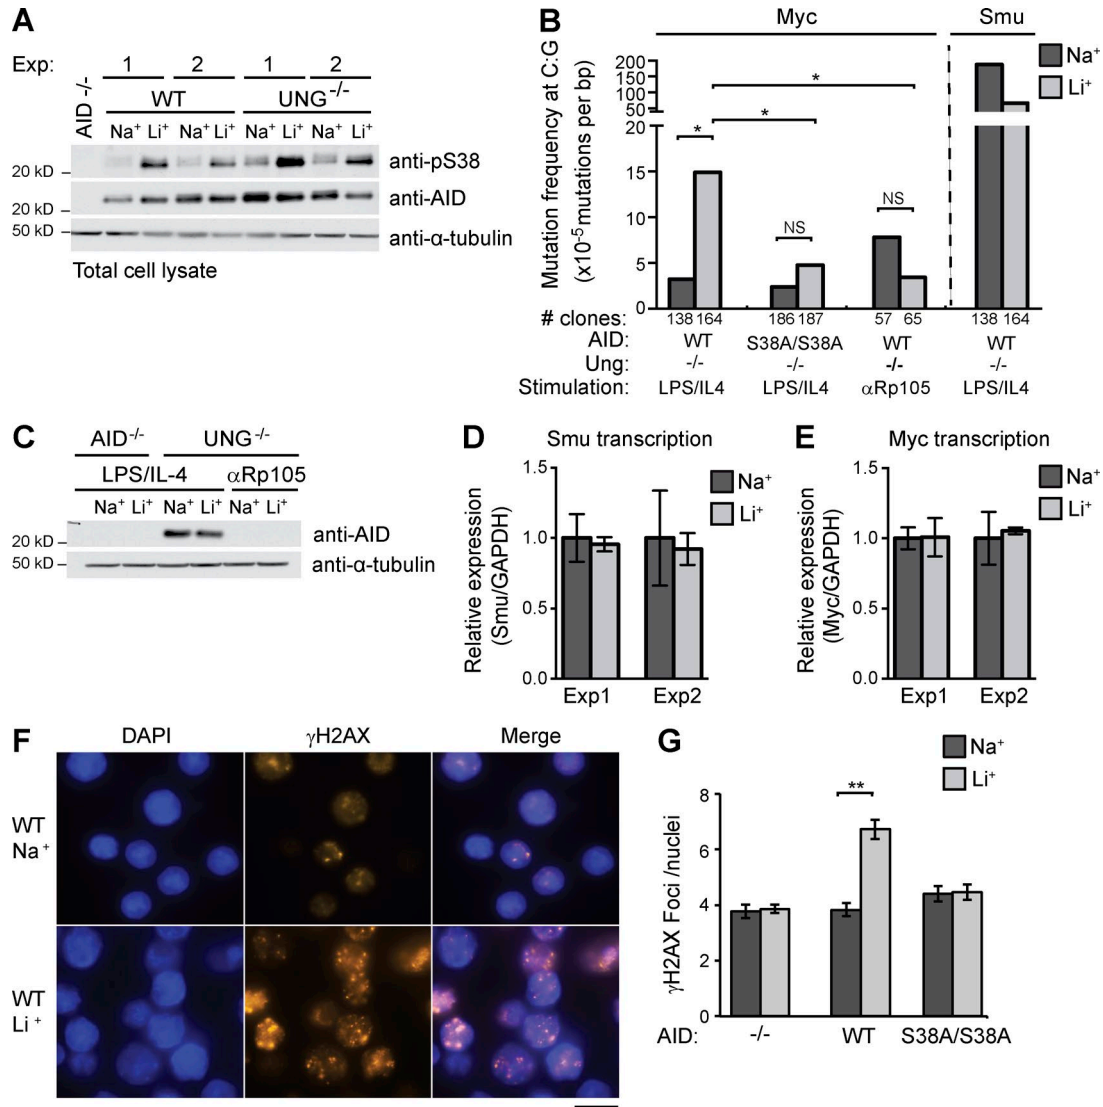 A
Exp: 1 2 1 2
AID -/-
WT UNG-/-
Na+ Li+ Na+ Li+ Na+ Li+ Na+ Li+
20 kD anti-pS38
20 kD anti-AID
50 kD anti-α-tubulin
Total cell lysate
B
Myc Smu
Na+
Li+
Mutation frequency at C:G
(x10-5 mutations per bp)
200
150
100
50
20
15
10
5
0
* * * NS NS
# clones: 138 164 186 187 57 65 138 164
AID: WT S38A/S38A WT WT
Ung: -/- -/- -/- -/-
Stimulation: LPS/IL4 LPS/IL4 αRp105 LPS/IL4
C
AID-/- UNG-/-
LPS/IL-4 αRp105
Na+ Li+ Na+ Li+ Na+ Li+
20 kD anti-AID
50 kD anti-α-tubulin
D
Smu transcription
Na+
Li+
Relative expression
(Smu/GAPDH)
1.5
1.0
0.5
0.0
Exp1 Exp2
E
Myc transcription
Na+
Li+
Relative expression
(Myc/GAPDH)
1.5
1.0
0.5
0.0
Exp1 Exp2
F
DAPI γH2AX Merge
WT
Na+
WT
Li+
G
Na+
Li+
γH2AX Foci /nuclei
8
6
4
2
0
**
AID: -/- WT S38A/S38A